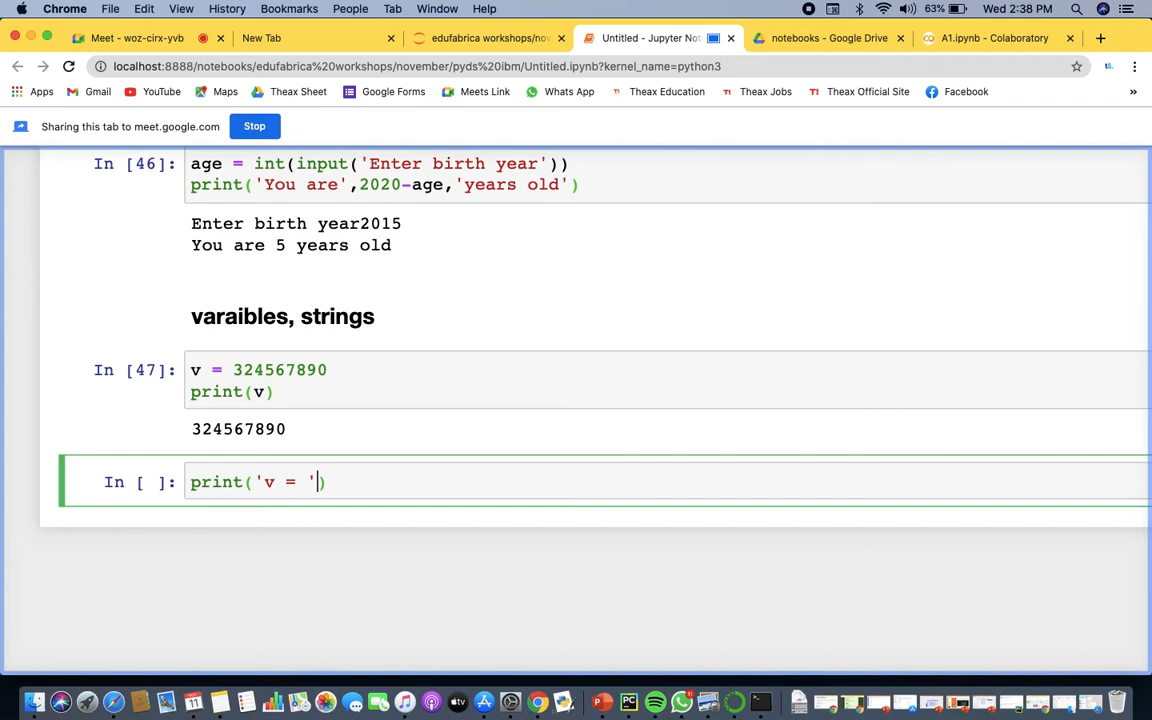 Chrome File Edit View History Bookmarks People Tab Window Help 63% Wed 2:38 PM
Meet - woz-cirx-yvb New Tab edufabrica workshops/nov Untitled - Jupyter Not notebooks - Google Drive A1.ipynb - Colaboratory
localhost:8888/notebooks/edufabrica%20workshops/november/pyds%20ibm/Untitled.ipynb?kernel_name=python3
Apps Gmail YouTube Maps Theax Sheet Google Forms Meets Link Whats App Theax Education Theax Jobs Theax Official Site Facebook »
Sharing this tab to meet.google.com Stop
In [46]: age = int(input('Enter birth year'))
print('You are',2020-age,'years old')
Enter birth year2015
You are 5 years old
varaibles, strings
In [47]: v = 324567890
print(v)
324567890
In [ ]: print('v = ')